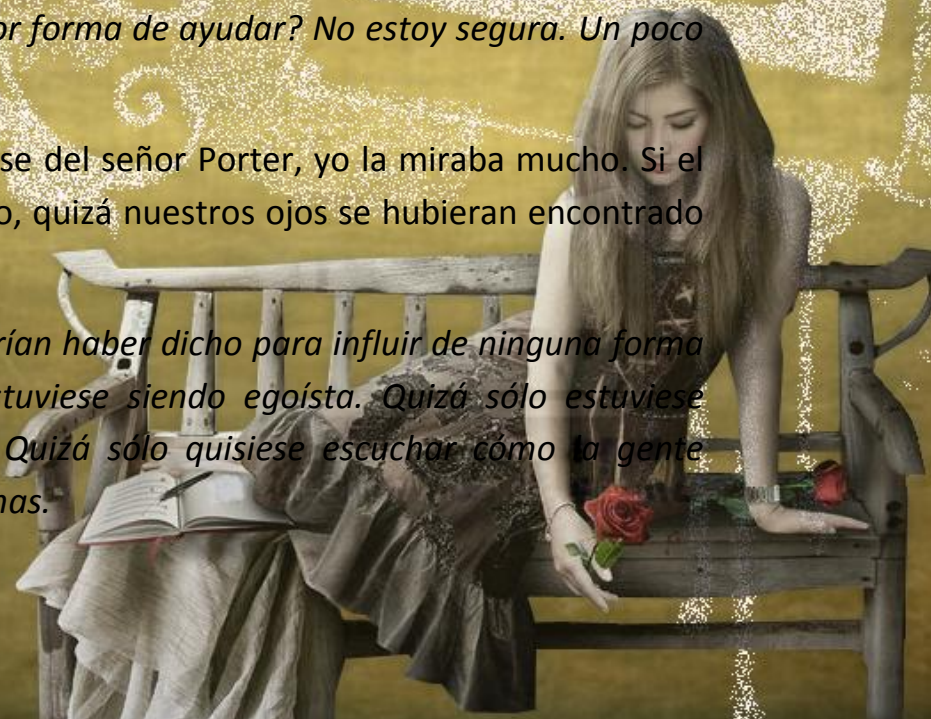 or forma de ayudar? No estoy segura. Un poco
se del señor Porter, yo la miraba mucho. Si el
o, quizá nuestros ojos se hubieran encontrado
rían haber dicho para influir de ninguna forma
tuviese siendo egoísta. Quizá sólo estuviese
Quizá sólo quisiese escuchar cómo la gente
nas.